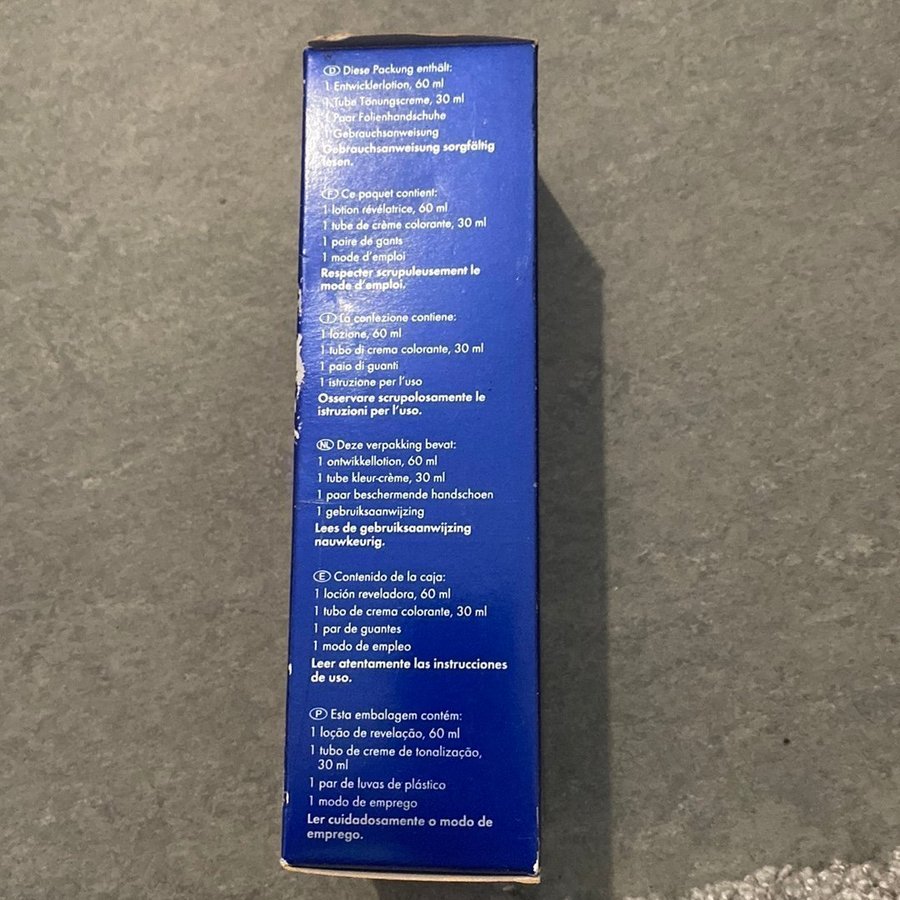 D Diese Packung enthält:
1 Entwicklerlotion, 60 ml
1 Tube Tönungscreme, 30 ml
1 Paar Folienhandschuhe
1 Gebrauchsanweisung
Gebrauchsanweisung sorgfältig
lesen.
F Ce paquet contient:
1 lotion révélatrice, 60 ml
1 tube de crème colorante, 30 ml
1 paire de gants
1 mode d'emploi
Respecter scrupuleusement le
mode d'emploi.
I La confezione contiene:
1 lozione, 60 ml
1 tubo di crema colorante, 30 ml
1 paio di guanti
1 istruzione per l'uso
Osservare scrupolosamente le
istruzioni per l'uso.
NL Deze verpakking bevat:
1 ontwikkellotion, 60 ml
1 tube kleur-crème, 30 ml
1 paar beschermende handschoen
1 gebruiksaanwijzing
Lees de gebruiksaanwijzing
nauwkeurig.
E Contenido de la caja:
1 loción reveladora, 60 ml
1 tubo de crema colorante, 30 ml
1 par de guantes
1 modo de empleo
Leer atentamente las instrucciones
de uso.
P Esta embalagem contém:
1 loção de revelação, 60 ml
1 tubo de creme de tonalização,
30 ml
1 par de luvas de plástico
1 modo de emprego
Ler cuidadosamente o modo de
emprego.